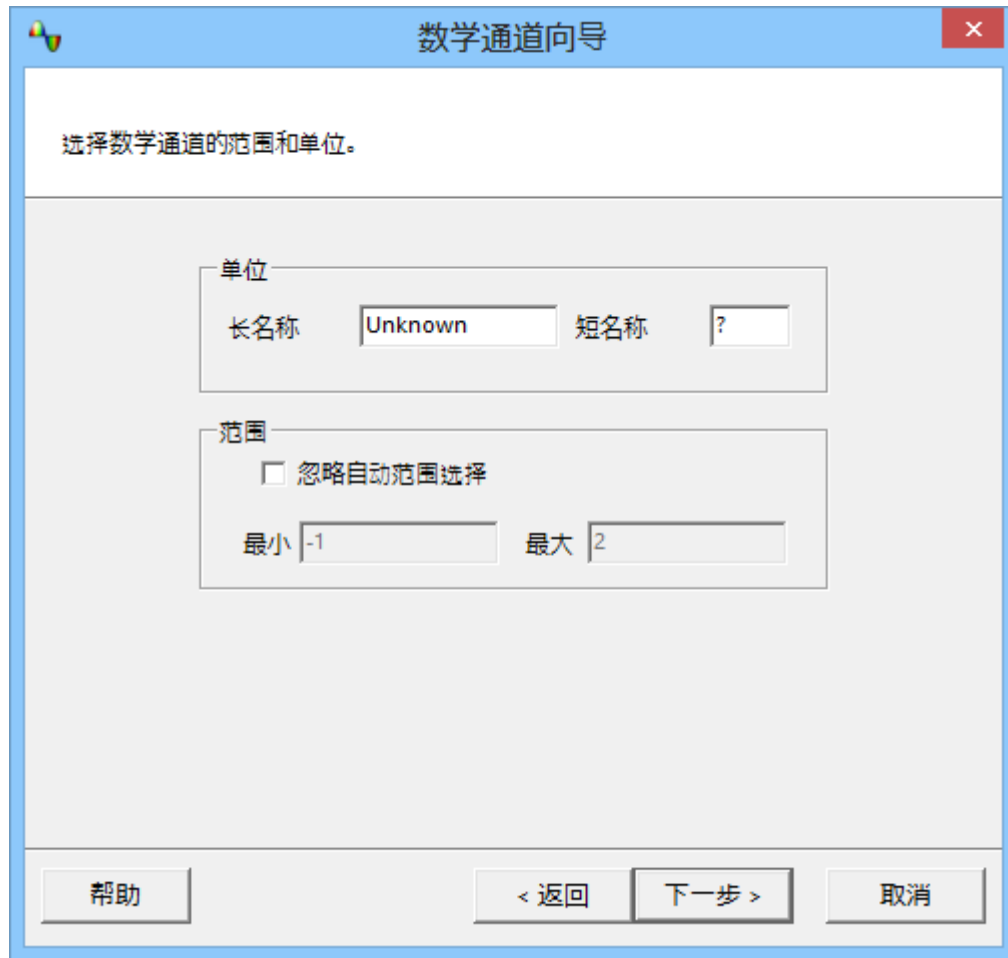 数学通道向导
选择数学通道的范围和单位。
单位
长名称 Unknown 短名称 ?
范围
忽略自动范围选择
最小 -1 最大 2
帮助 < 返回 下一步 > 取消